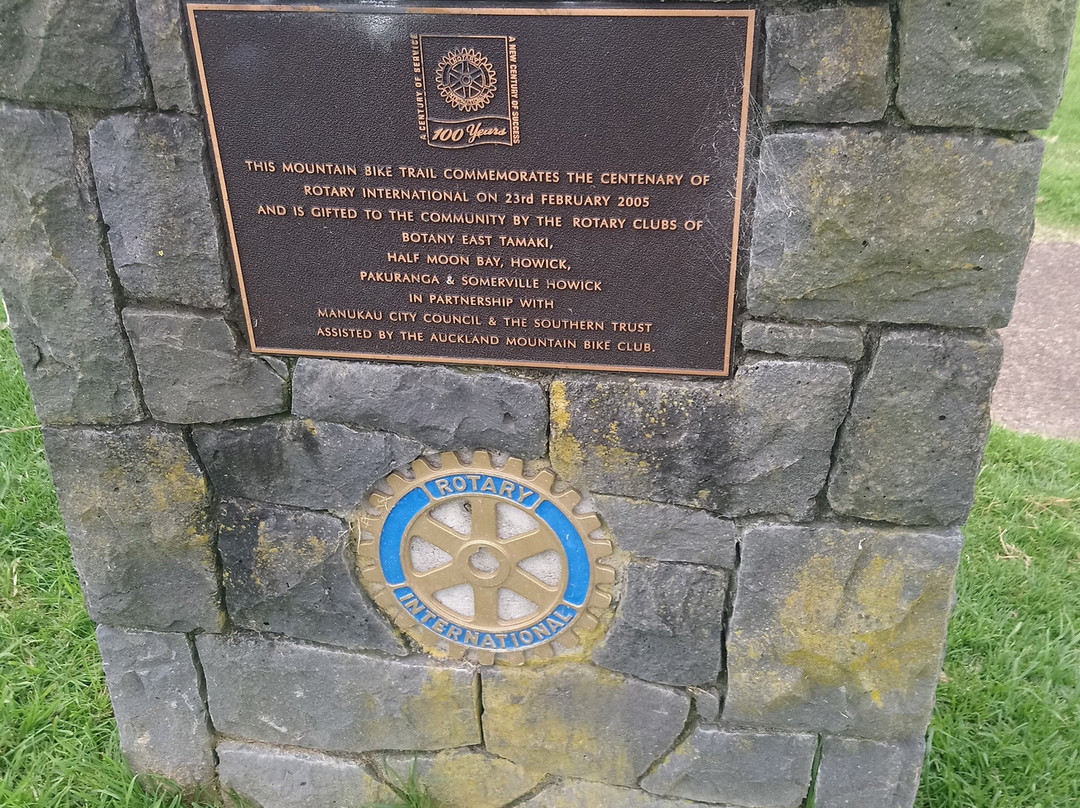 A CENTURY OF SERVICE
A NEW CENTURY OF SUCCESS
ROTARY
INTERNATIONAL
100 Years
THIS MOUNTAIN BIKE TRAIL COMMEMORATES THE CENTENARY OF
ROTARY INTERNATIONAL ON 23rd FEBRUARY 2005
AND IS GIFTED TO THE COMMUNITY BY THE ROTARY CLUBS OF
BOTANY EAST TAMAKI,
HALF MOON BAY, HOWICK,
PAKURANGA & SOMERVILLE HOWICK
IN PARTNERSHIP WITH
MANUKAU CITY COUNCIL & THE SOUTHERN TRUST
ASSISTED BY THE AUCKLAND MOUNTAIN BIKE CLUB.
ROTARY
INTERNATIONAL